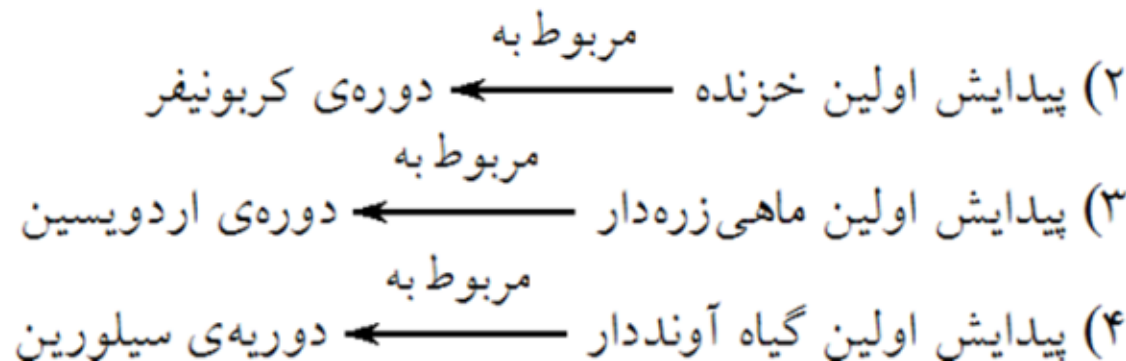 مربوط به
۲) پیدایش اولین خزنده دوره‌ی کربونیفر
مربوط به
۳) پیدایش اولین ماهی‌زره‌دار دوره‌ی اردویسین
مربوط به
۴) پیدایش اولین گیاه آونددار دوریه‌ی سیلورین